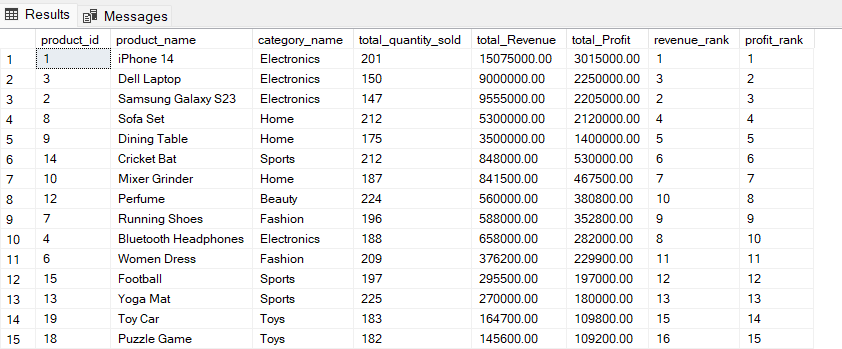 Results Messages
product_id product_name category_name total_quantity_sold total_Revenue total_Profit revenue_rank profit_rank
1 1 iPhone 14 Electronics 201 15075000.00 3015000.00 1 1
2 3 Dell Laptop Electronics 150 9000000.00 2250000.00 3 2
3 2 Samsung Galaxy S23 Electronics 147 9555000.00 2205000.00 2 3
4 8 Sofa Set Home 212 5300000.00 2120000.00 4 4
5 9 Dining Table Home 175 3500000.00 1400000.00 5 5
6 14 Cricket Bat Sports 212 848000.00 530000.00 6 6
7 10 Mixer Grinder Home 187 841500.00 467500.00 7 7
8 12 Perfume Beauty 224 560000.00 380800.00 10 8
9 7 Running Shoes Fashion 196 588000.00 352800.00 9 9
10 4 Bluetooth Headphones Electronics 188 658000.00 282000.00 8 10
11 6 Women Dress Fashion 209 376200.00 229900.00 11 11
12 15 Football Sports 197 295500.00 197000.00 12 12
13 13 Yoga Mat Sports 225 270000.00 180000.00 13 13
14 19 Toy Car Toys 183 164700.00 109800.00 15 14
15 18 Puzzle Game Toys 182 145600.00 109200.00 16 15